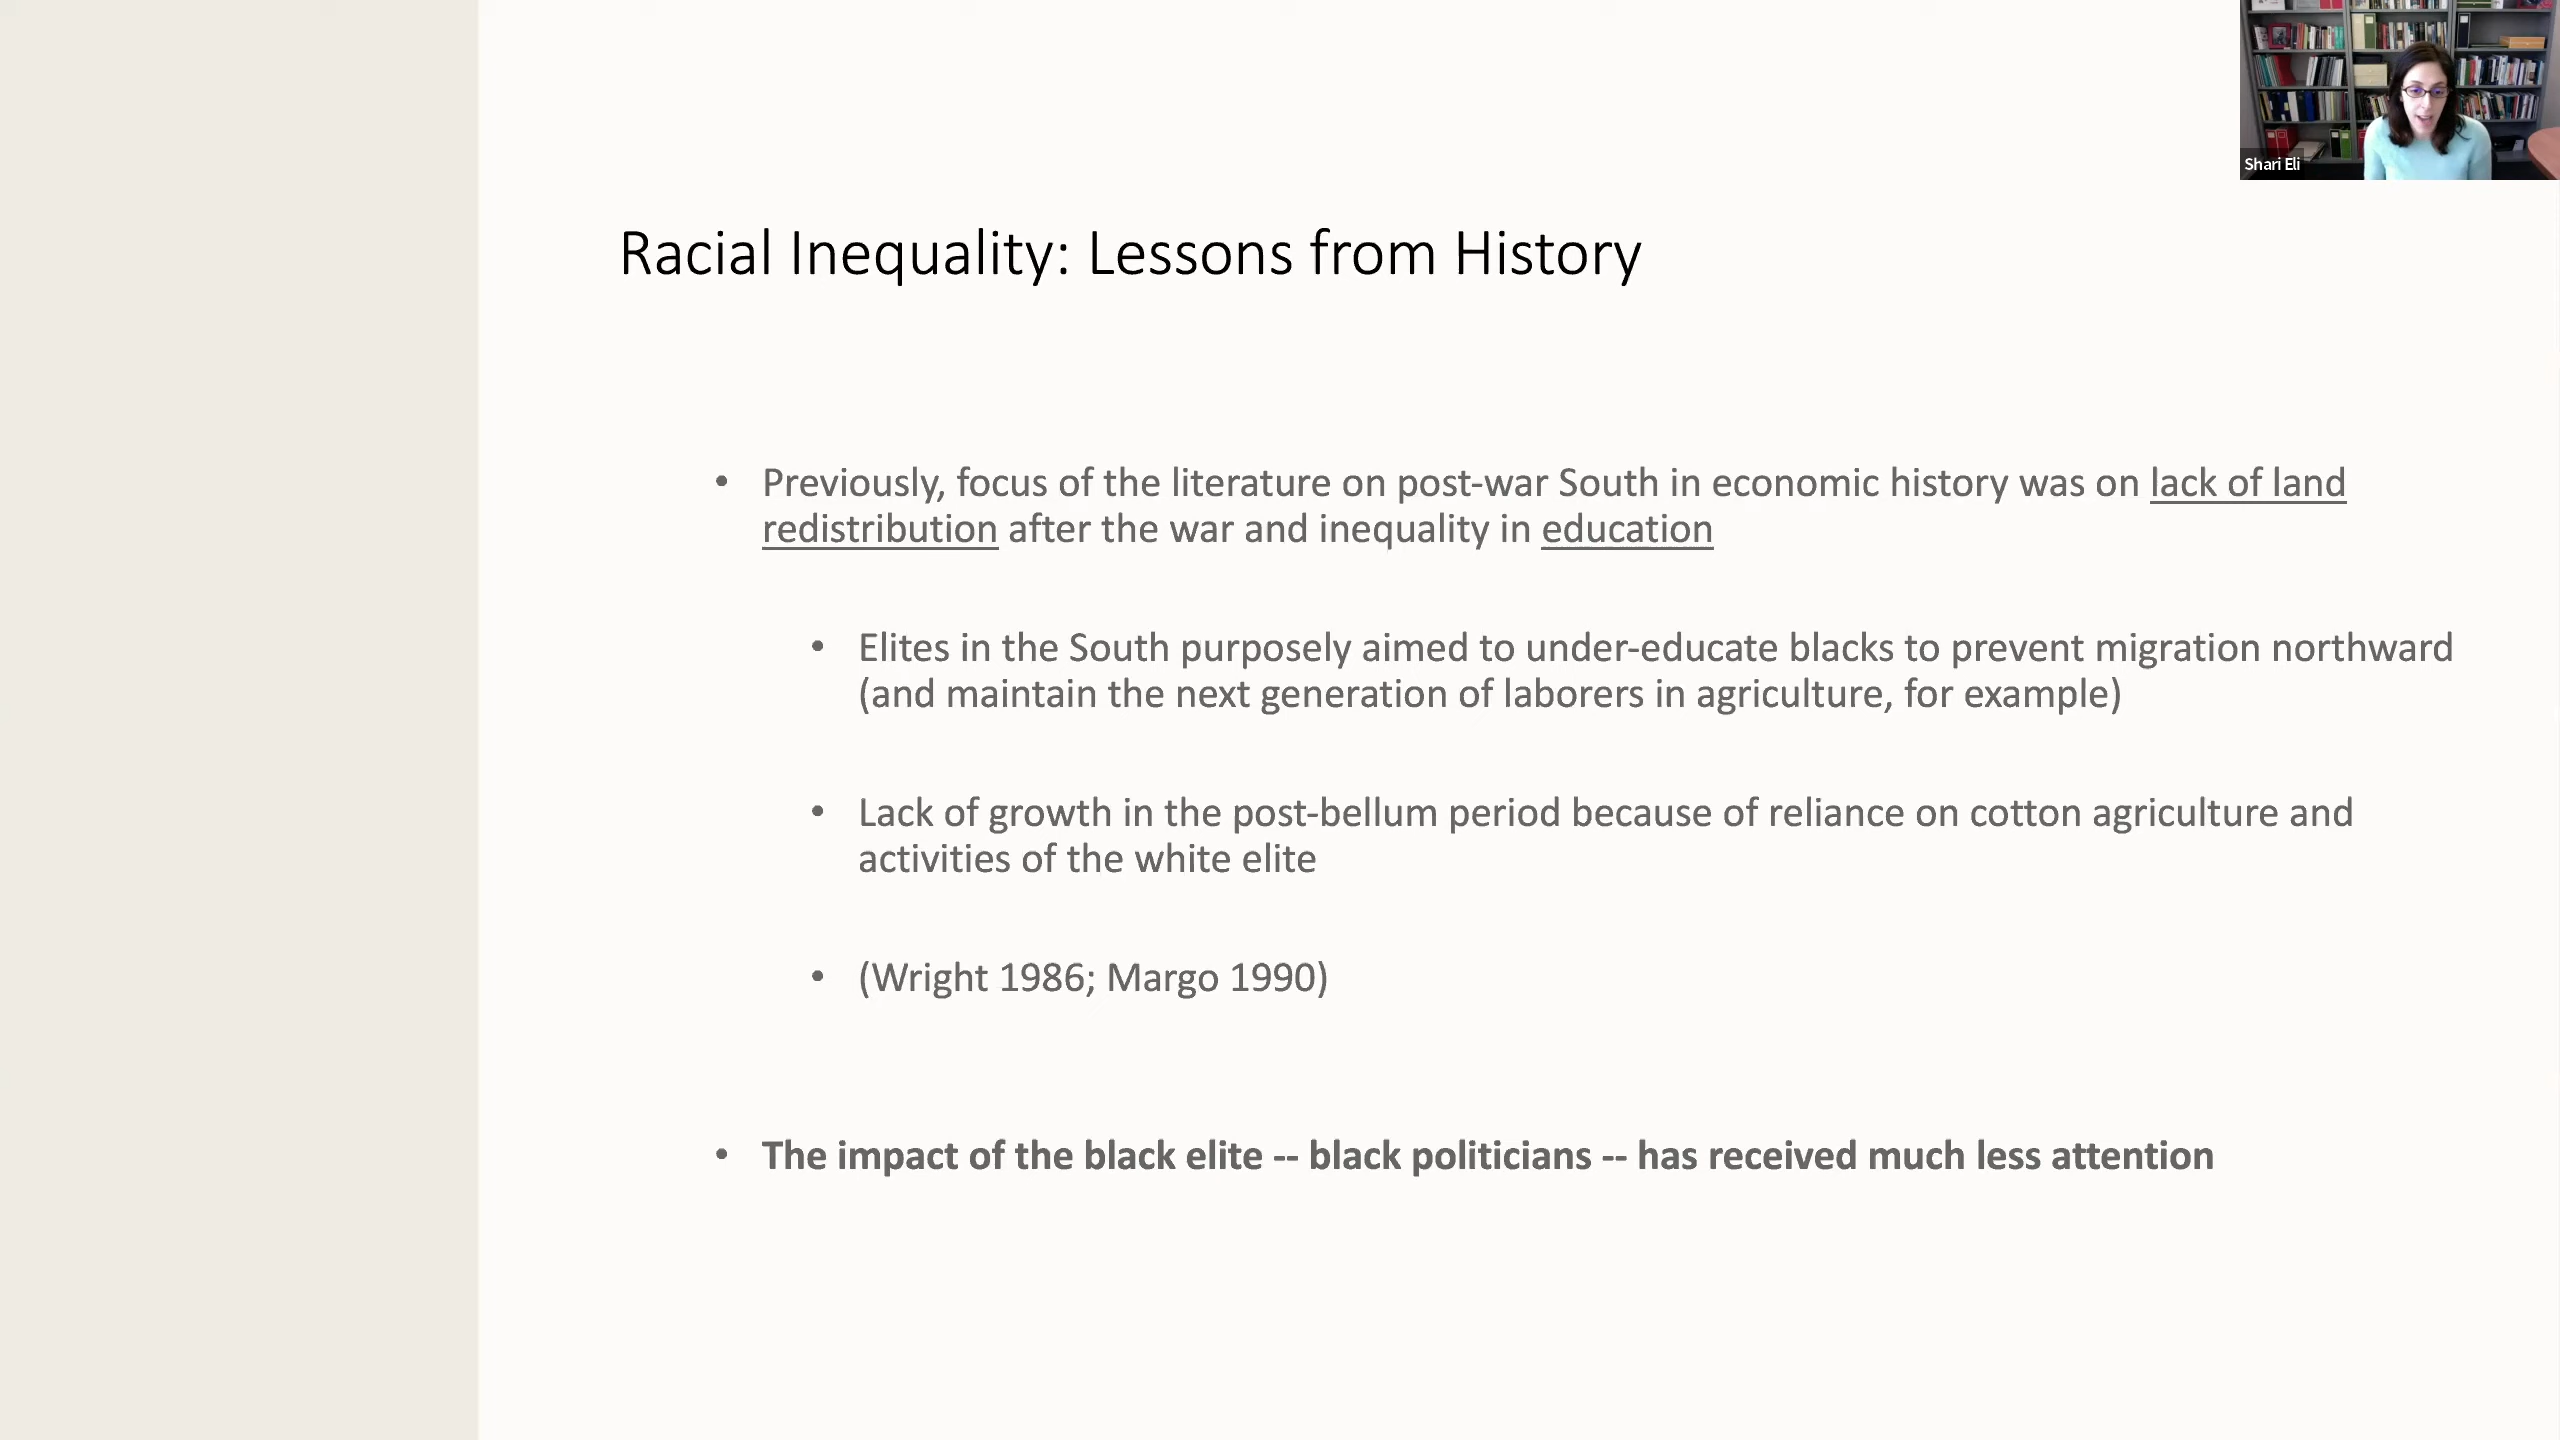 Shari Eli
Racial Inequality: Lessons from History
• Previously, focus of the literature on post-war South in economic history was on lack of land
redistribution after the war and inequality in education
• Elites in the South purposely aimed to under-educate blacks to prevent migration northward
(and maintain the next generation of laborers in agriculture, for example)
• Lack of growth in the post-bellum period because of reliance on cotton agriculture and
activities of the white elite
• (Wright 1986; Margo 1990)
• The impact of the black elite -- black politicians -- has received much less attention